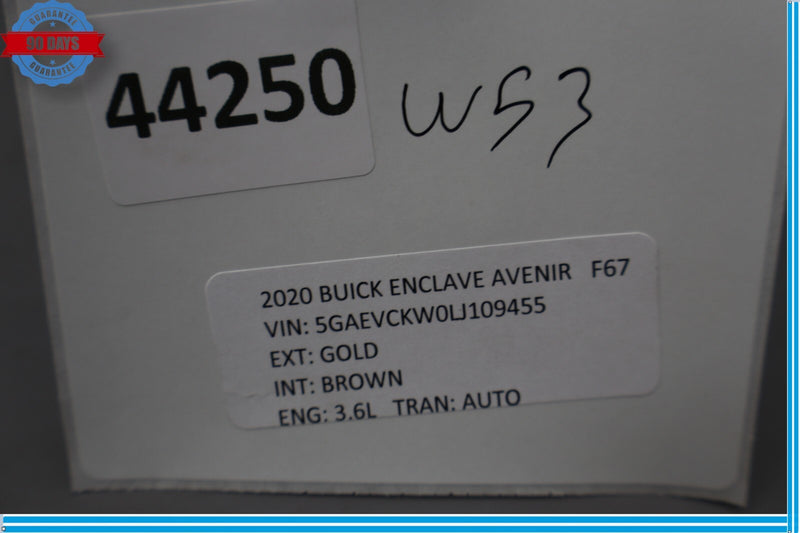 GUARANTEE
90 DAYS
GUARANTEE
44250
W53
2020 BUICK ENCLAVE AVENIR F67
VIN: 5GAEVCKW0LJ109455
EXT: GOLD
INT: BROWN
ENG: 3.6L TRAN: AUTO